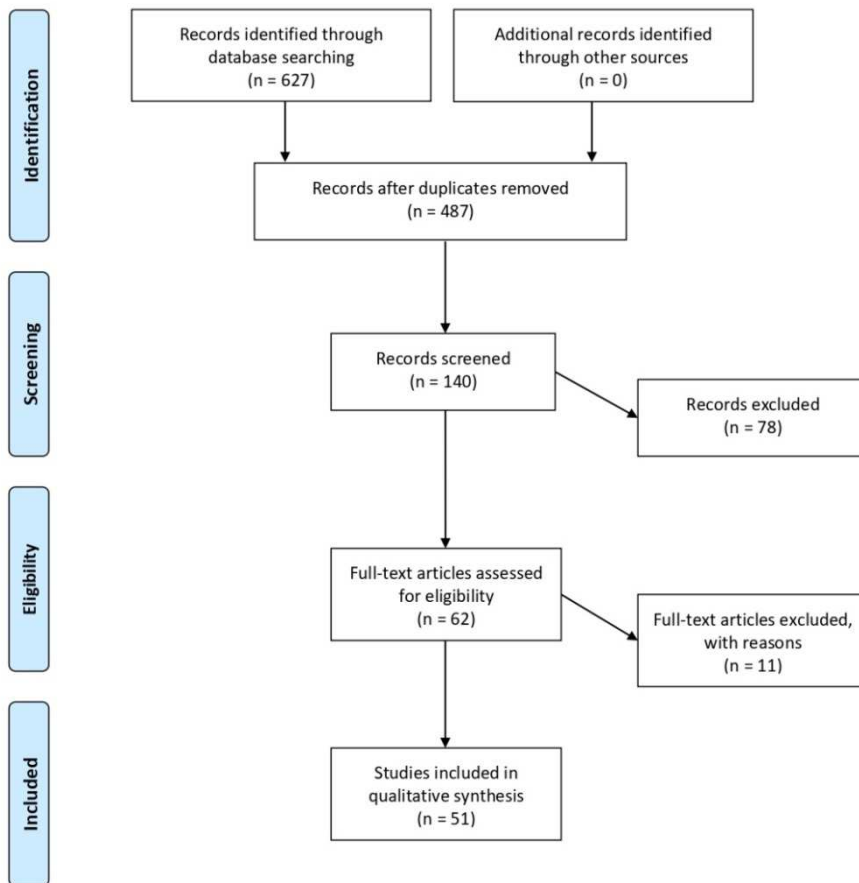 Identification
Records identified through
database searching
(n = 627)
Additional records identified
through other sources
(n = 0)
Records after duplicates removed
(n = 487)
Screening
Records screened
(n = 140)
Records excluded
(n = 78)
Eligibility
Full-text articles assessed
for eligibility
(n = 62)
Full-text articles excluded,
with reasons
(n = 11)
Included
Studies included in
qualitative synthesis
(n = 51)